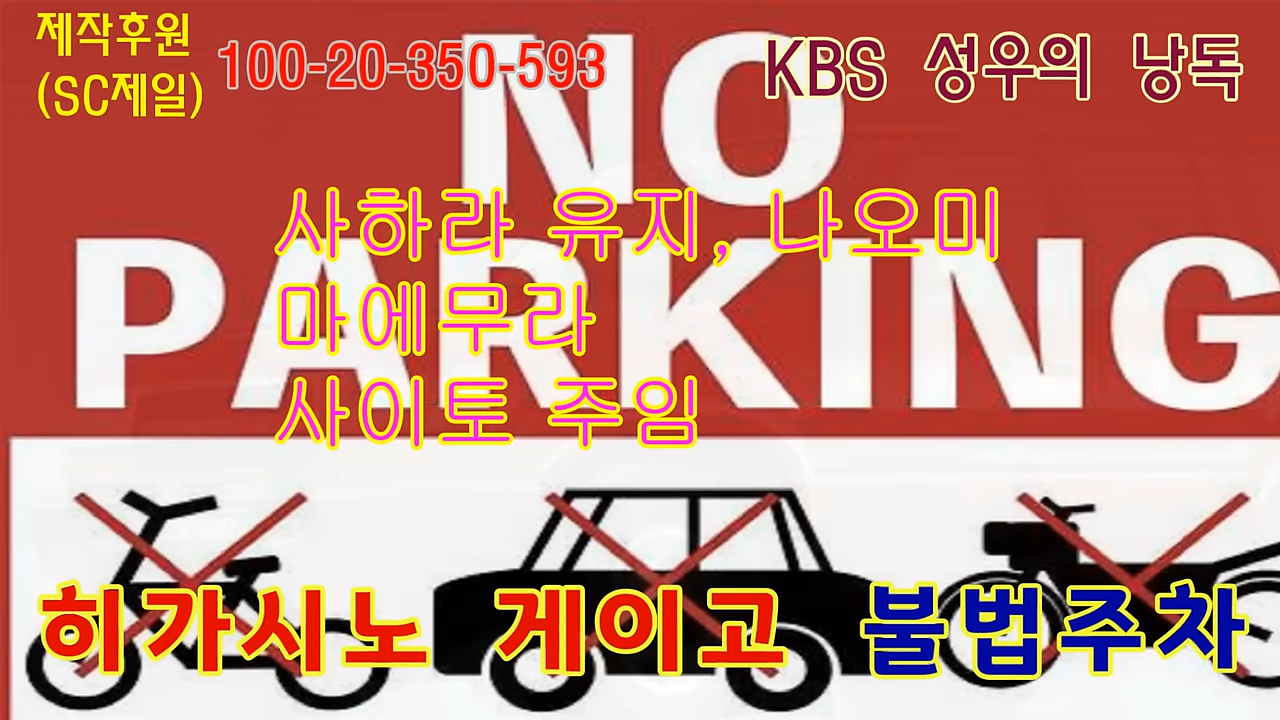 제작후원
(SC제일)
100-20-350-593
KBS 성우의 낭독
NO
PARKING
사하라 유지, 나오미
마에무라
사이토 주임
히가시노 게이고 불법주차